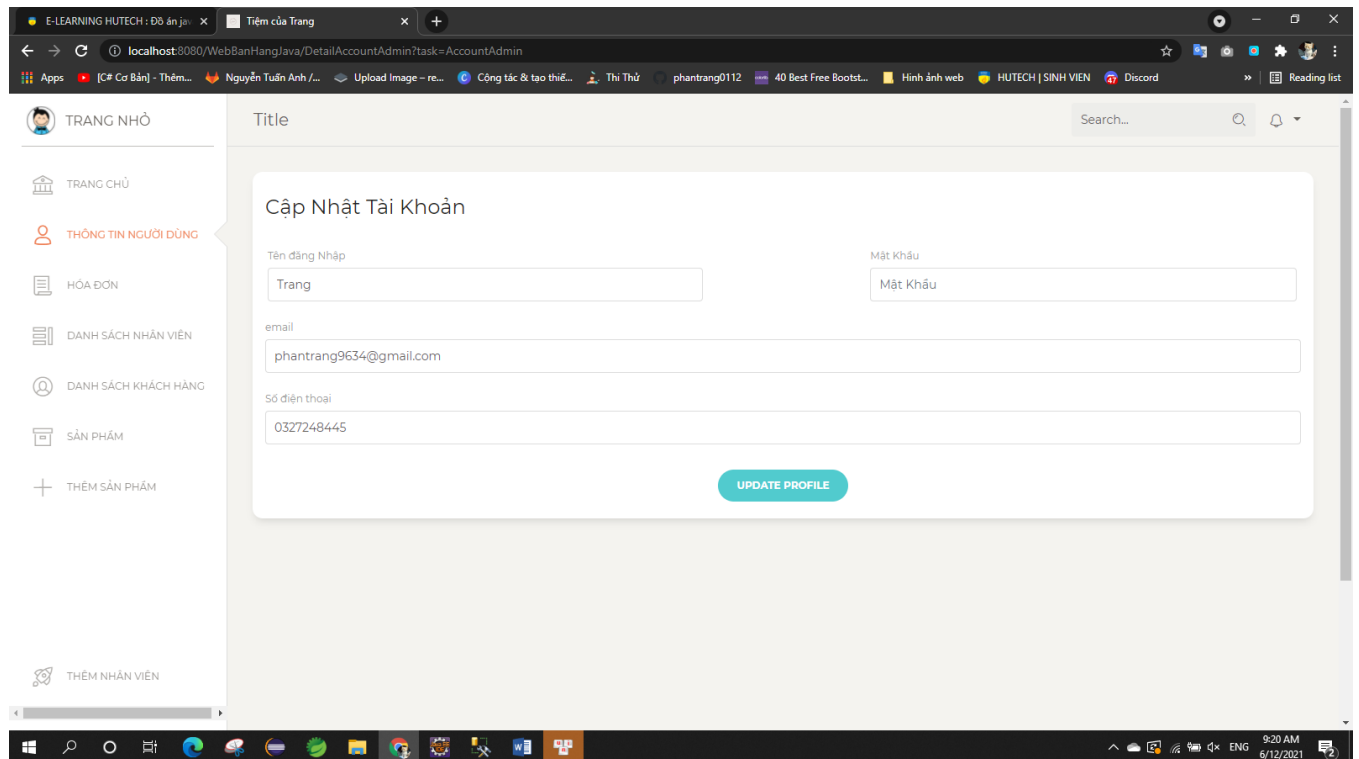 E-LEARNING HUTECH : Đồ án jav
Tiệm của Trang
localhost:8080/WebBanHangJava/DetailAccountAdmin?task=AccountAdmin
Apps [C# Cơ Bản] - Thêm... Nguyễn Tuấn Anh /... Upload Image – re... Cộng tác & tạo thiế... Thi Thử phantrang0112 40 Best Free Bootst... Hình ảnh web HUTECH | SINH VIEN Discord » Reading list
TRANG NHỎ
Title
Search...
TRANG CHỦ
THÔNG TIN NGƯỜI DÙNG
HÓA ĐƠN
DANH SÁCH NHÂN VIÊN
DANH SÁCH KHÁCH HÀNG
SẢN PHẨM
THÊM SẢN PHẨM
THÊM NHÂN VIÊN
Cập Nhật Tài Khoản
Tên đăng Nhập
Mật Khẩu
Trang
Mật Khẩu
email
phantrang9634@gmail.com
Số điện thoại
0327248445
UPDATE PROFILE
ENG
9:20 AM
6/12/2021
2